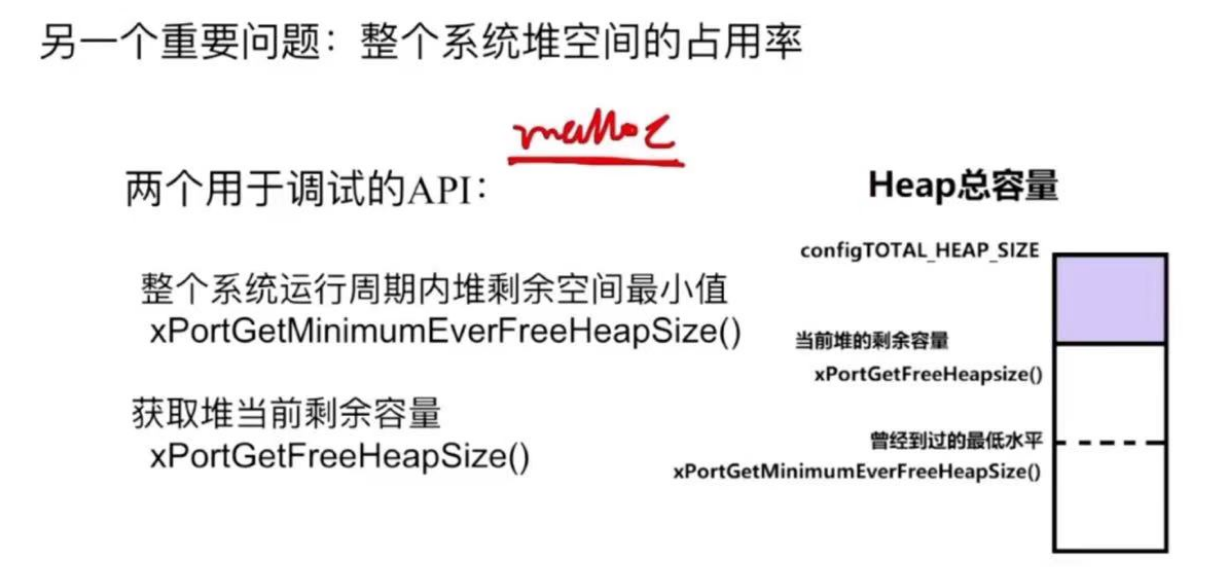 另一个重要问题：整个系统堆空间的占用率
malloc
两个用于调试的API：
整个系统运行周期内堆剩余空间最小值
xPortGetMinimumEverFreeHeapSize()
获取堆当前剩余容量
xPortGetFreeHeapSize()
Heap总容量
configTOTAL_HEAP_SIZE
当前堆的剩余容量
xPortGetFreeHeapsize()
曾经到过的最低水平
xPortGetMinimumEverFreeHeapSize()